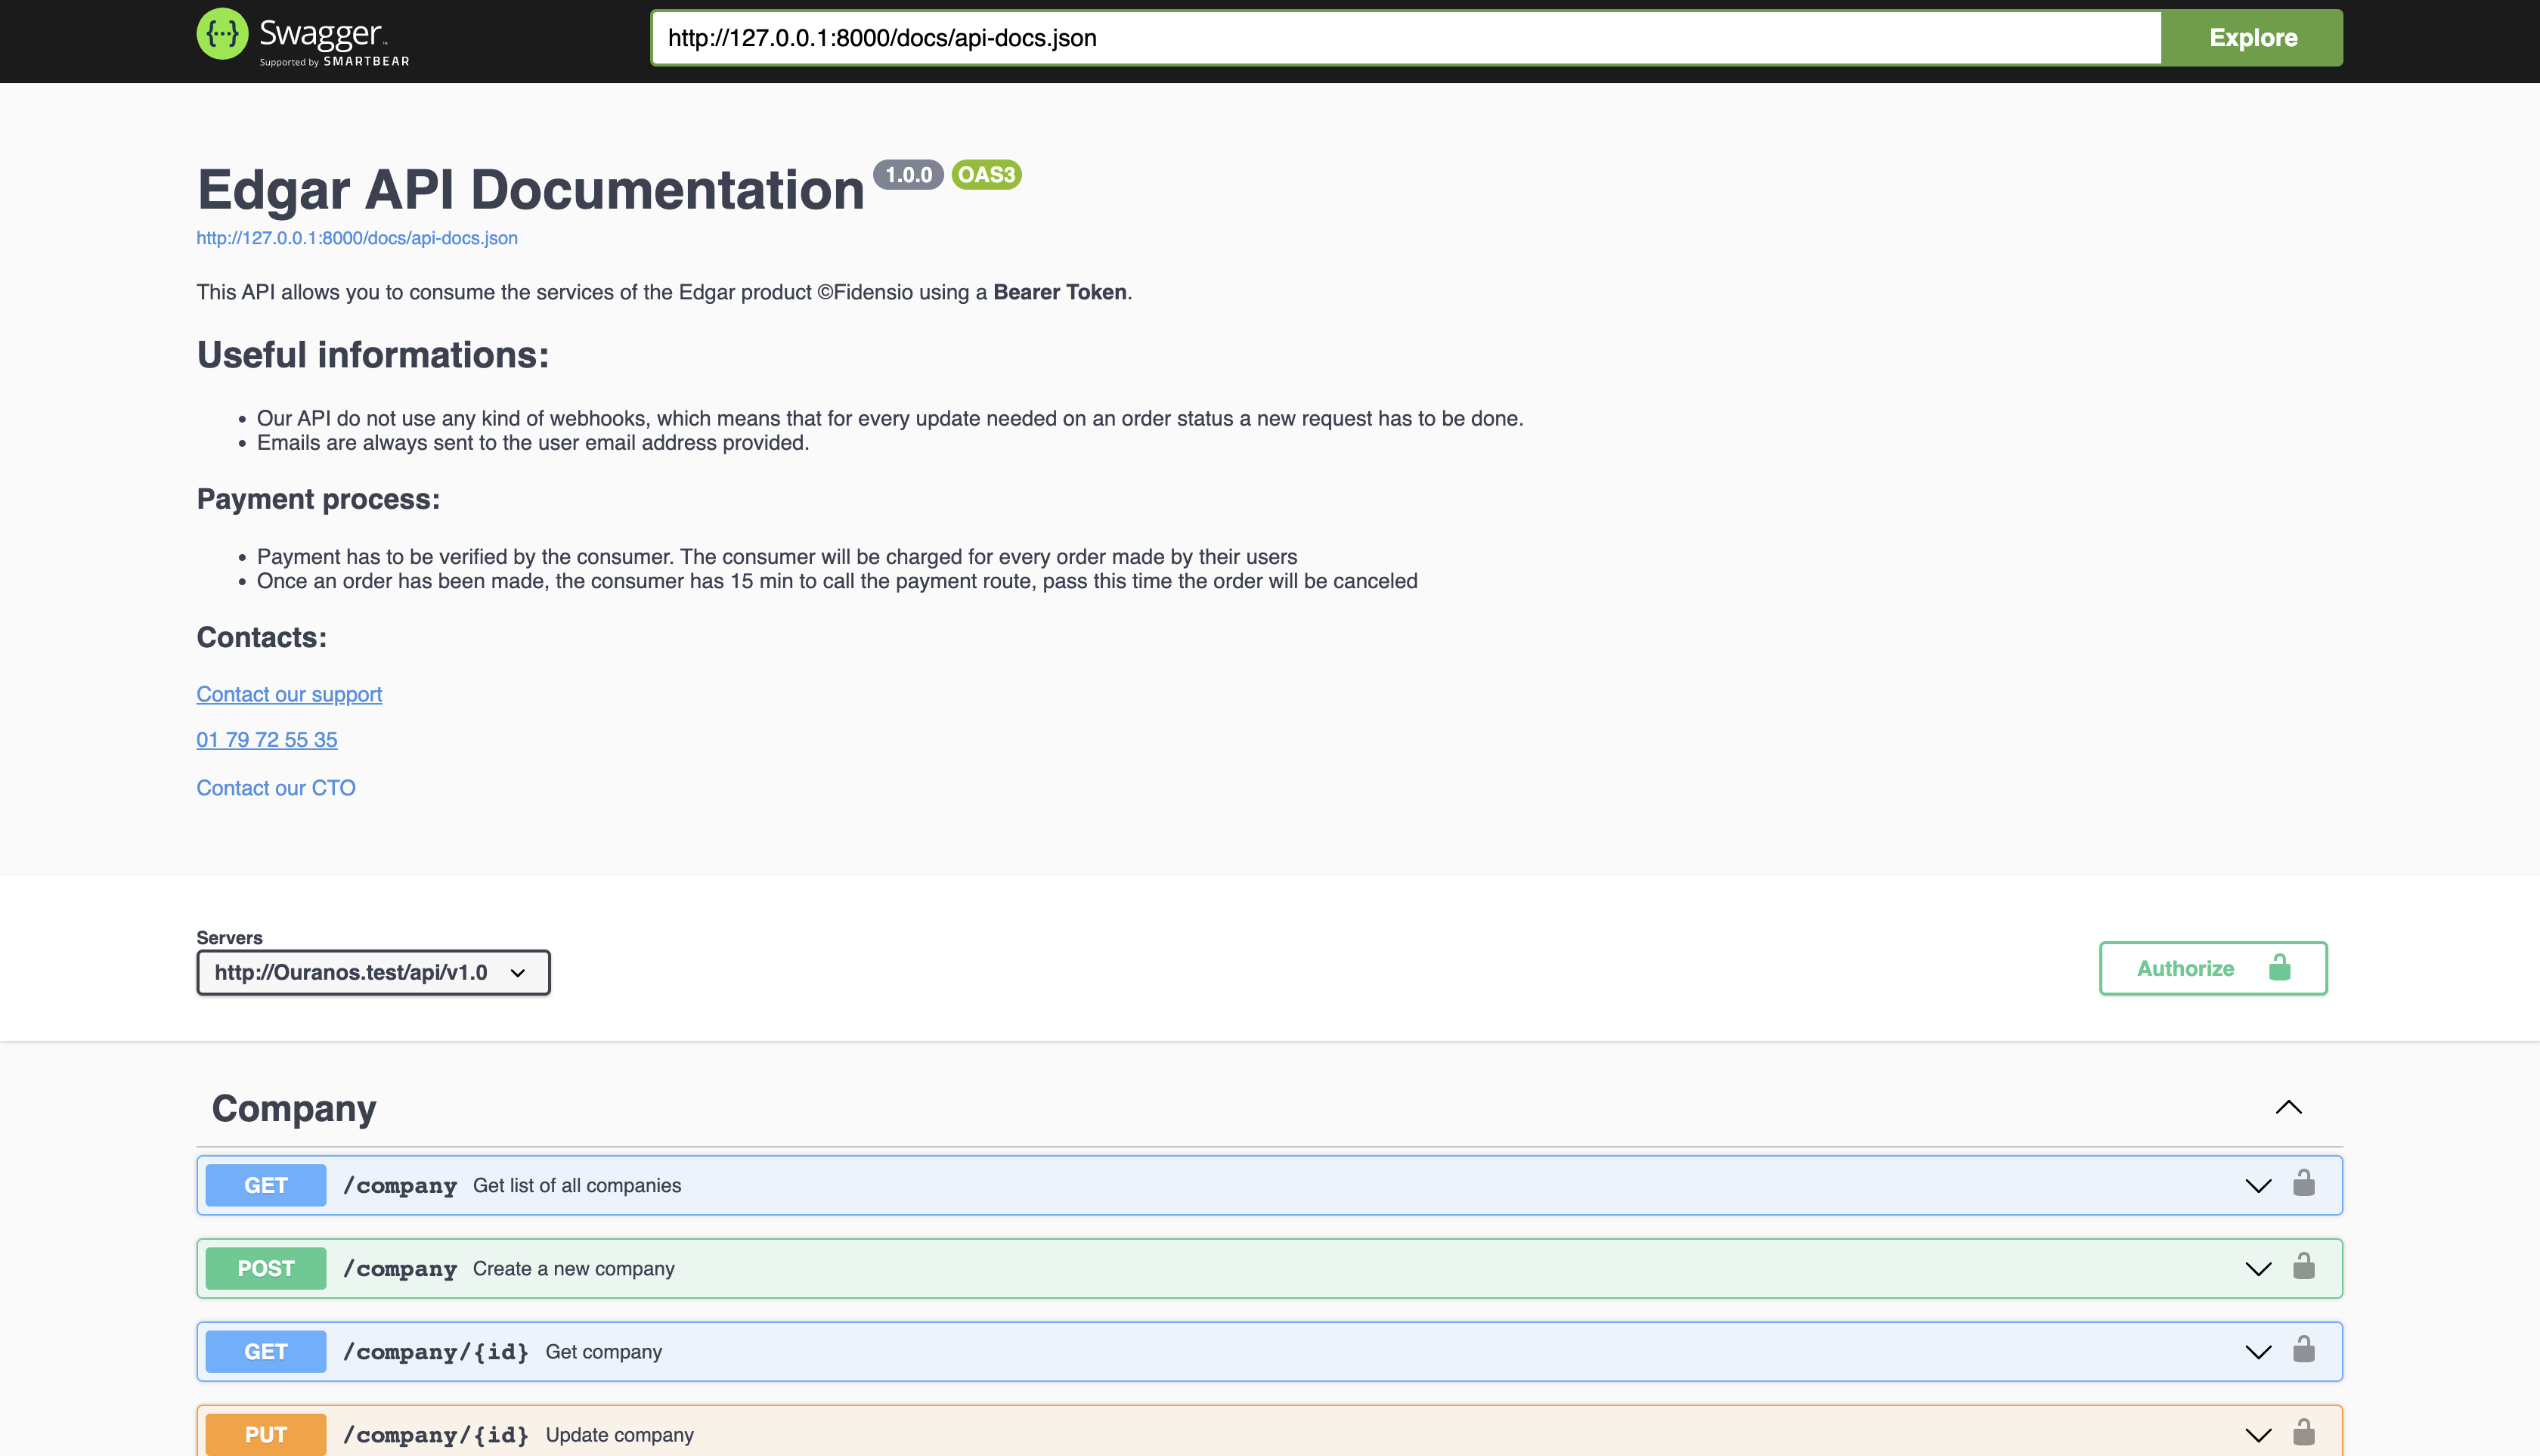 {···} Swagger™
Supported by SMARTBEAR
http://127.0.0.1:8000/docs/api-docs.json
Explore
Edgar API Documentation 1.0.0 OAS3
http://127.0.0.1:8000/docs/api-docs.json
This API allows you to consume the services of the Edgar product ©Fidensio using a Bearer Token.
Useful informations:
• Our API do not use any kind of webhooks, which means that for every update needed on an order status a new request has to be done.
• Emails are always sent to the user email address provided.
Payment process:
• Payment has to be verified by the consumer. The consumer will be charged for every order made by their users
• Once an order has been made, the consumer has 15 min to call the payment route, pass this time the order will be canceled
Contacts:
Contact our support
01 79 72 55 35
Contact our CTO
Servers
http://Ouranos.test/api/v1.0
Authorize
Company
GET /company Get list of all companies
POST /company Create a new company
GET /company/{id} Get company
PUT /company/{id} Update company